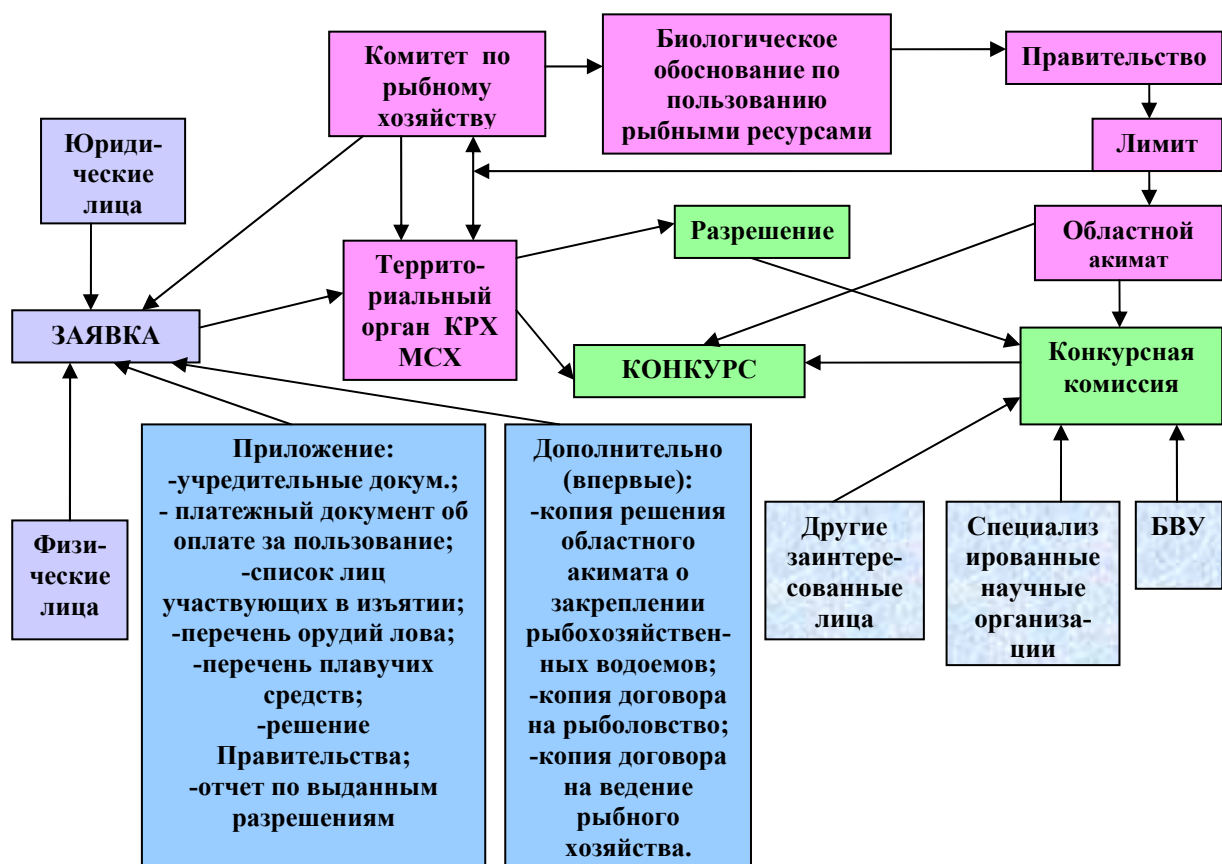 Комитет по
рыбному
хозяйству
Биологическое
обоснование по
пользованию
рыбными ресурсами
Правительство
Лимит
Юриди-
ческие
лица
Областной
акимат
Разрешение
Террито-
риальный
орган КРХ
МСХ
ЗАЯВКА
КОНКУРС
Конкурсная
комиссия
Физи-
ческие
лица
Приложение:
-учредительные докум.;
- платежный документ об
оплате за пользование;
-список лиц
участвующих в изъятии;
-перечень орудий лова;
-перечень плавучих
средств;
-решение
Правительства;
-отчет по выданным
разрешениям
Дополнительно
(впервые):
-копия решения
областного
акимата о
закреплении
рыбохозяйствен-
ных водоемов;
-копия договора
на рыболовство;
-копия договора
на ведение
рыбного
хозяйства.
Другие
заинтере-
сованные
лица
Специализ
ированные
научные
организа-
ции
БВУ